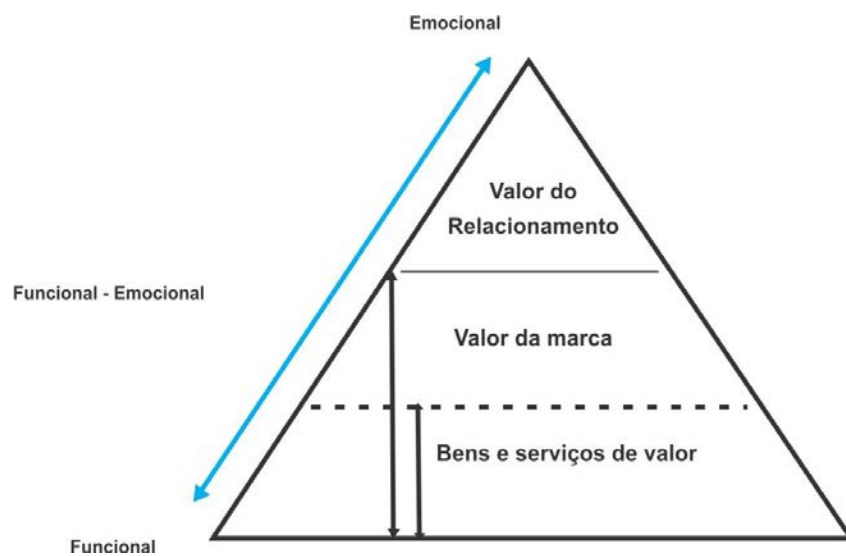 Emocional
Valor do
Relacionamento
Funcional - Emocional
Valor da marca
Bens e serviços de valor
Funcional